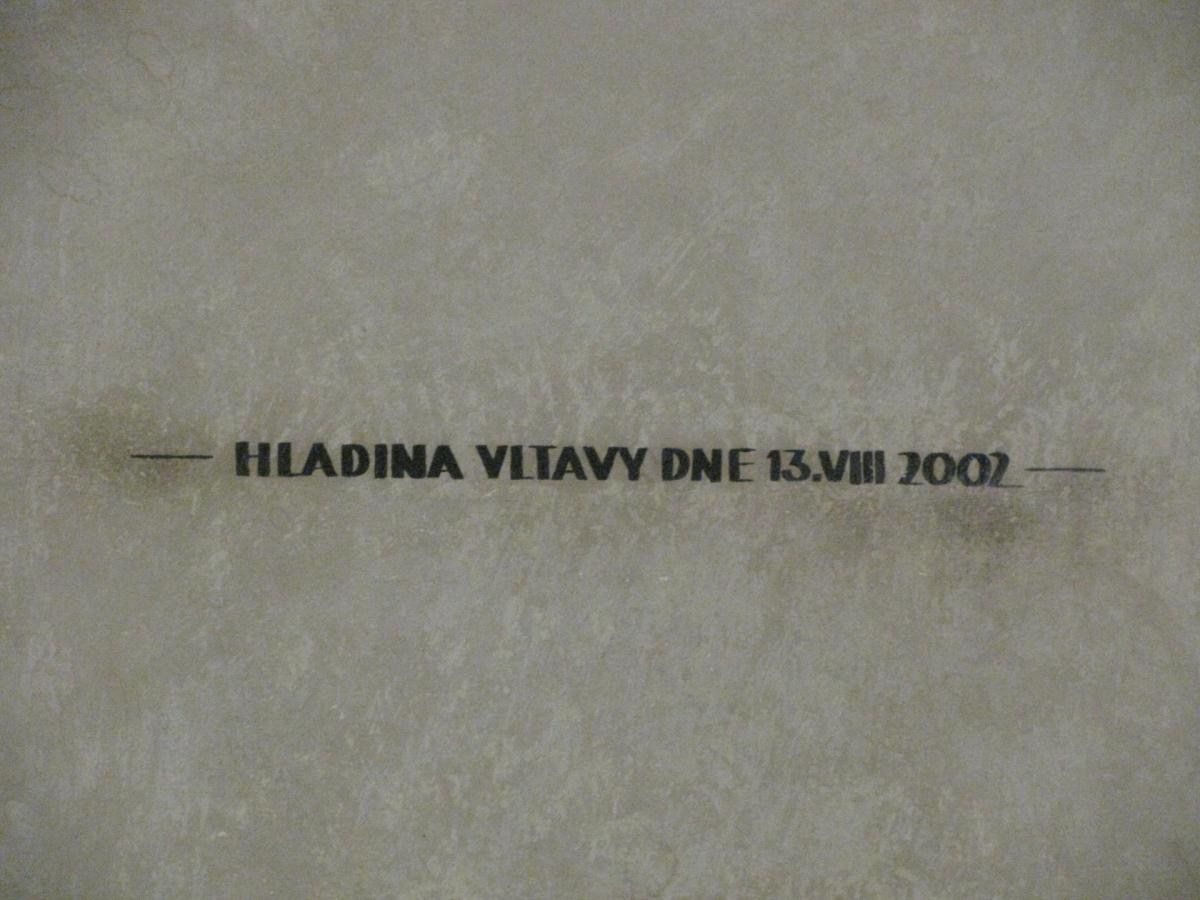 — HLADINA VLTAVY DNE 13.VIII 2002 —